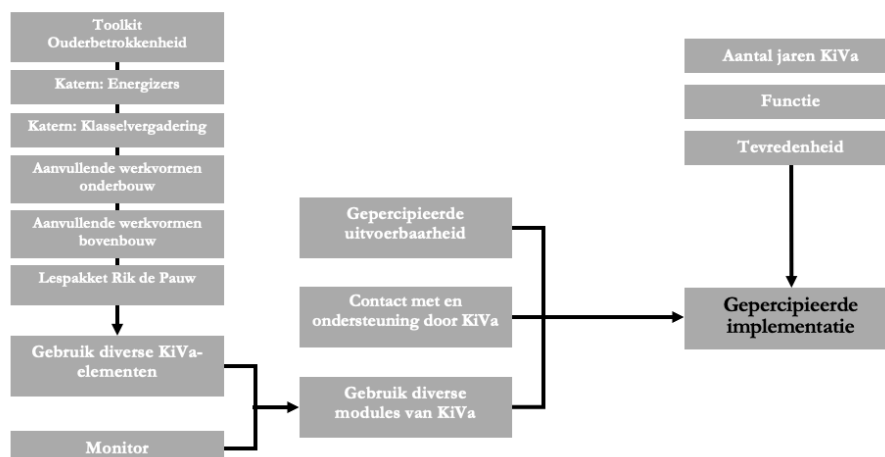 Toolkit
Ouderbetrokkenheid
Katern: Energizers
Katern: Klasse!vergadering
Aanvullende werkvormen
onderbouw
Aanvullende werkvormen
bovenbouw
Lespakket Rik de Pauw
Gebruik diverse KiVa-
elementen
Monitor
Gepercipieerde
uitvoerbaarheid
Contact met en
ondersteuning door KiVa
Gebruik diverse
modules van KiVa
Aantal jaren KiVa
Functie
Tevredenheid
Gepercipieerde
implementatie